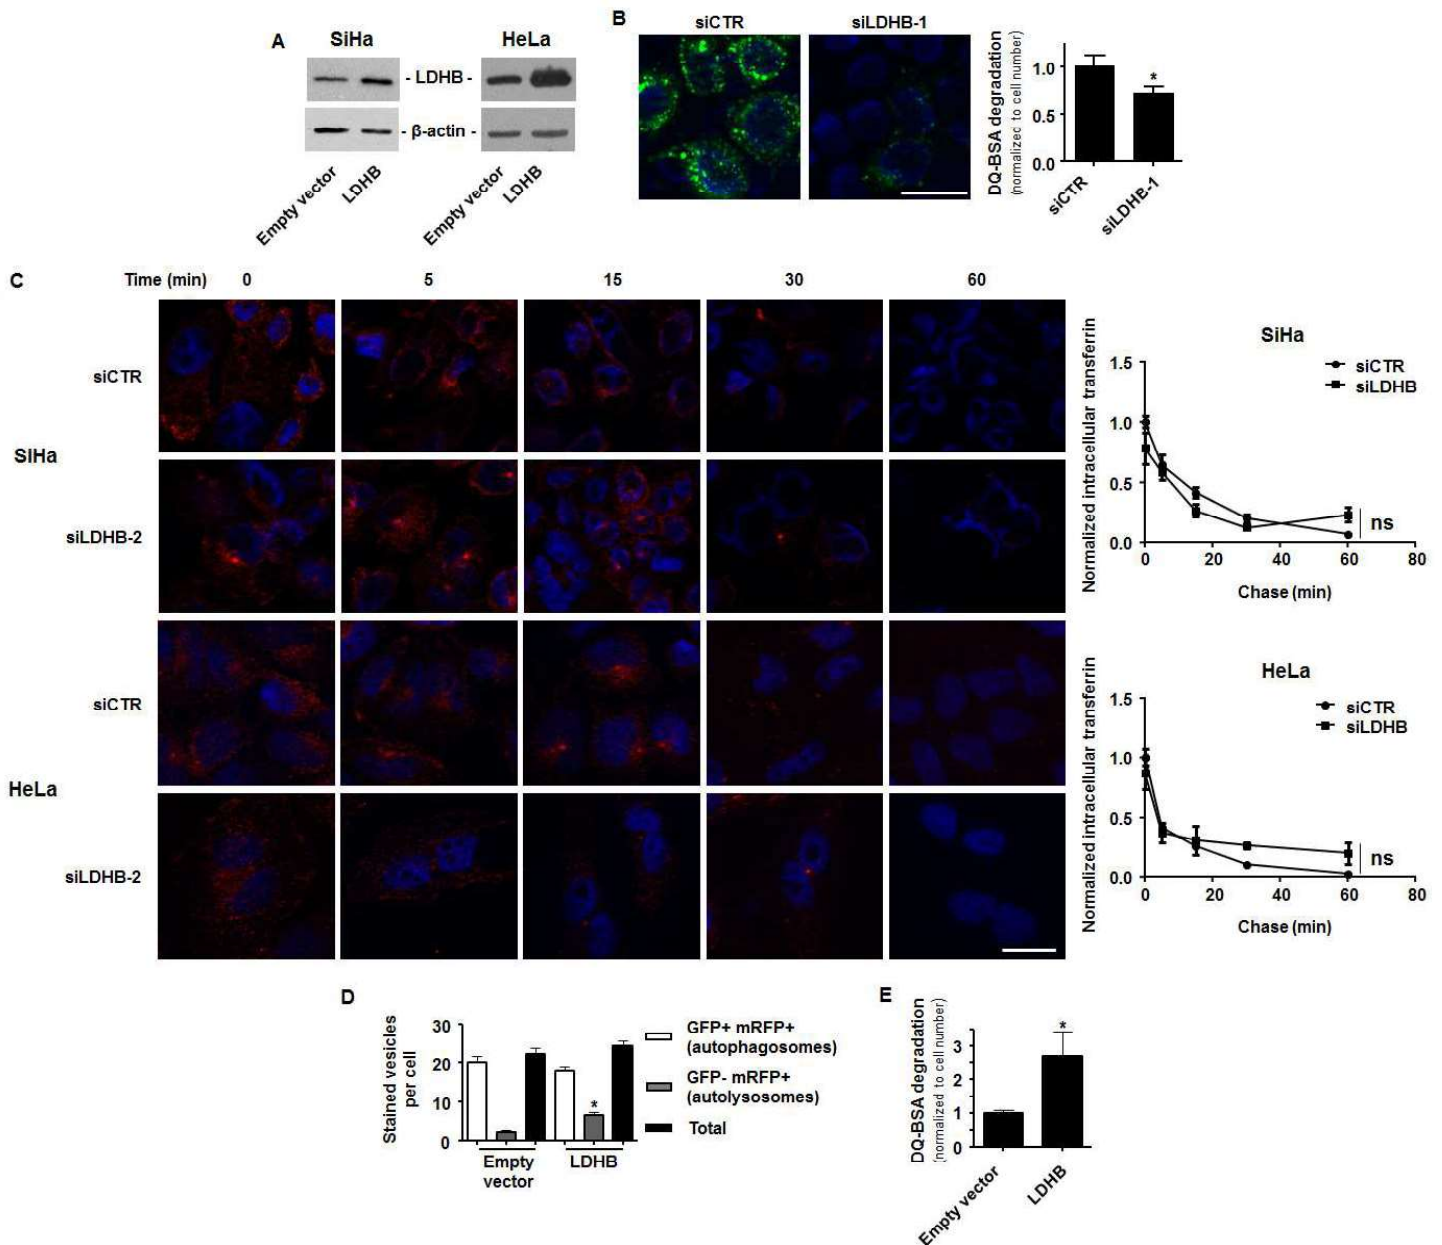 A
SiHa
HeLa
- LDHB -
- β-actin -
Empty vector
LDHB
Empty vector
LDHB
B
siCTR
siLDHB-1
DQ-BSA degradation
(normalized to cell number)
1.0
0.5
0.0
*
siCTR
siLDHB-1
C
Time (min)
0
5
15
30
60
siCTR
SiHa
siLDHB-2
siCTR
HeLa
siLDHB-2
SiHa
siCTR
siLDHB
Normalized intracellular transferrin
1.5
1.0
0.5
0.0
ns
0
20
40
60
80
Chase (min)
HeLa
siCTR
siLDHB
Normalized intracellular transferrin
1.5
1.0
0.5
0.0
ns
0
20
40
60
80
Chase (min)
D
Stained vesicles
per cell
30
20
10
0
*
Empty
vector
LDHB
GFP+ mRFP+
(autophagosomes)
GFP- mRFP+
(autolysosomes)
Total
E
DQ-BSA degradation
(normalized to cell number)
3
2
1
0
*
Empty vector
LDHB